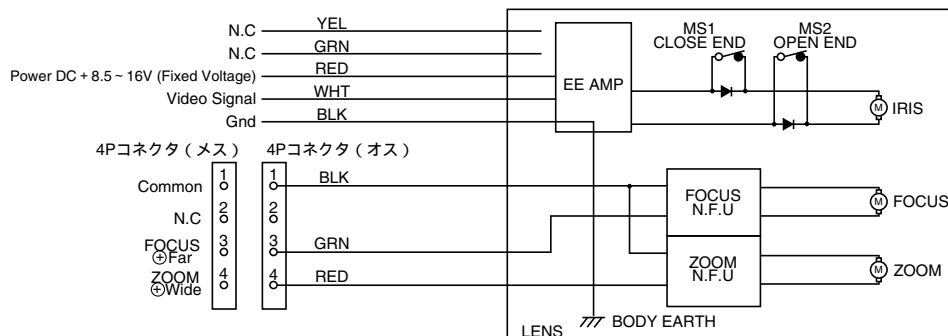 N.C YEL
N.C GRN
Power DC + 8.5 ~ 16V (Fixed Voltage) RED
Video Signal WHT
Gnd BLK
EE AMP
MS1
CLOSE END
MS2
OPEN END
M IRIS
4Pコネクタ（メス） 4Pコネクタ（オス）
Common 1 1 BLK
N.C 2 2
FOCUS
⊕Far 3 3 GRN
ZOOM
⊕Wide 4 4 RED
FOCUS
N.F.U
M FOCUS
ZOOM
N.F.U
M ZOOM
LENS BODY EARTH